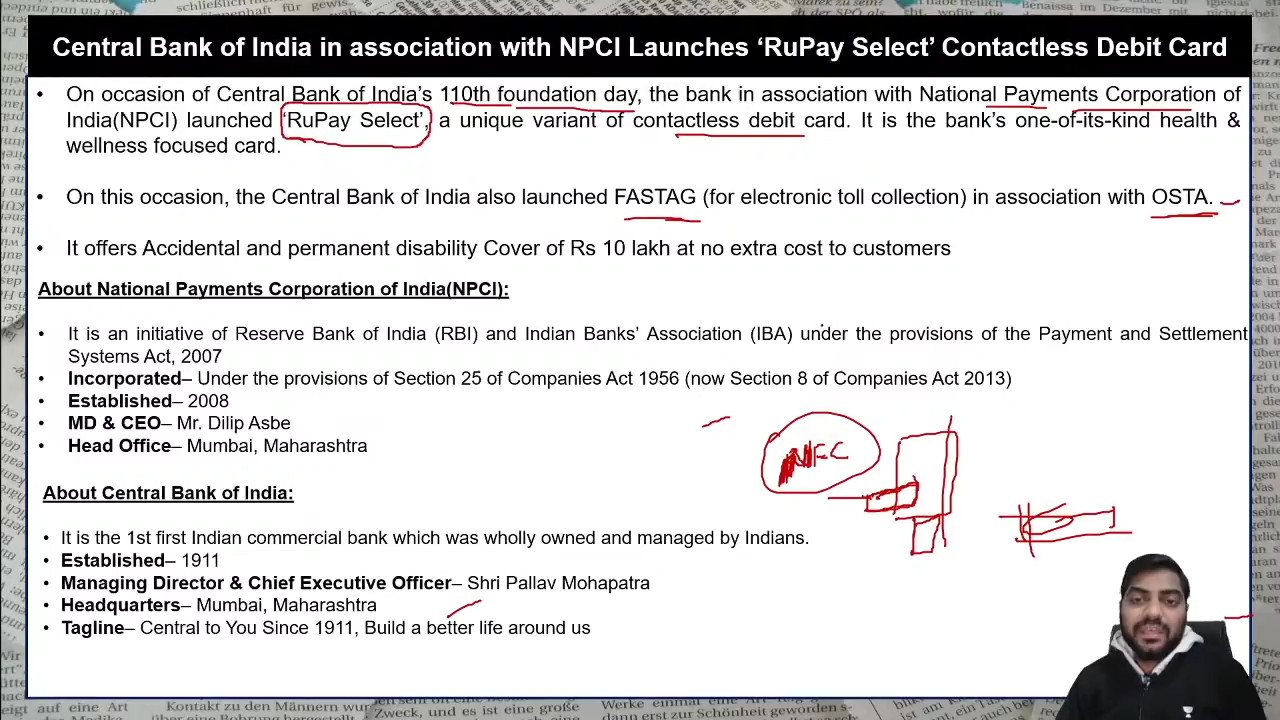 Central Bank of India in association with NPCI Launches ‘RuPay Select’ Contactless Debit Card
• On occasion of Central Bank of India’s 110th foundation day, the bank in association with National Payments Corporation of
India(NPCI) launched ‘RuPay Select’, a unique variant of contactless debit card. It is the bank’s one-of-its-kind health &
wellness focused card.
• On this occasion, the Central Bank of India also launched FASTAG (for electronic toll collection) in association with OSTA.
• It offers Accidental and permanent disability Cover of Rs 10 lakh at no extra cost to customers
About National Payments Corporation of India(NPCI):
• It is an initiative of Reserve Bank of India (RBI) and Indian Banks’ Association (IBA) under the provisions of the Payment and Settlement
Systems Act, 2007
• Incorporated– Under the provisions of Section 25 of Companies Act 1956 (now Section 8 of Companies Act 2013)
• Established– 2008
• MD & CEO– Mr. Dilip Asbe
• Head Office– Mumbai, Maharashtra
NFC
About Central Bank of India:
• It is the 1st first Indian commercial bank which was wholly owned and managed by Indians.
• Established– 1911
• Managing Director & Chief Executive Officer– Shri Pallav Mohapatra
• Headquarters– Mumbai, Maharashtra
• Tagline– Central to You Since 1911, Build a better life around us
Kontakt zu den Männern wur
Zweck, und es ist eine